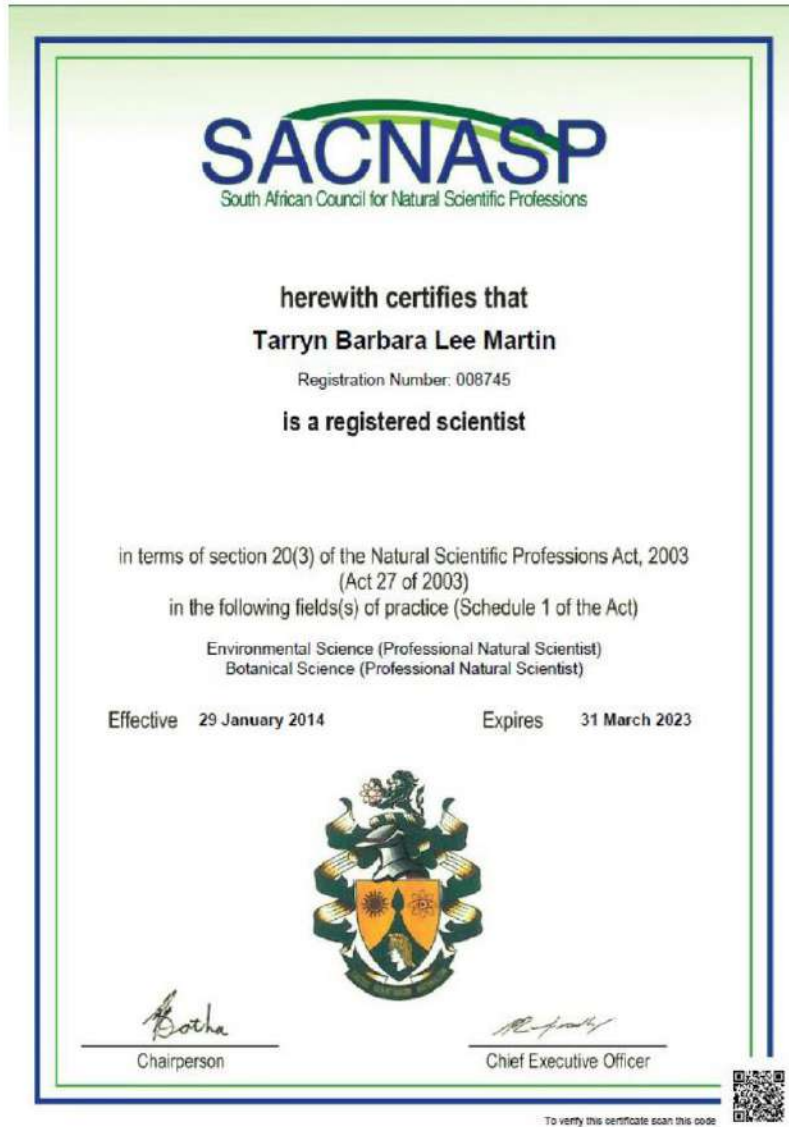 SACNASP
South African Council for Natural Scientific Professions
herewith certifies that
Tarryn Barbara Lee Martin
Registration Number: 008745
is a registered scientist
in terms of section 20(3) of the Natural Scientific Professions Act, 2003
(Act 27 of 2003)
in the following fields(s) of practice (Schedule 1 of the Act)
Environmental Science (Professional Natural Scientist)
Botanical Science (Professional Natural Scientist)
Effective 29 January 2014 Expires 31 March 2023
Botha
Chairperson Chief Executive Officer
To verify this certificate scan this code